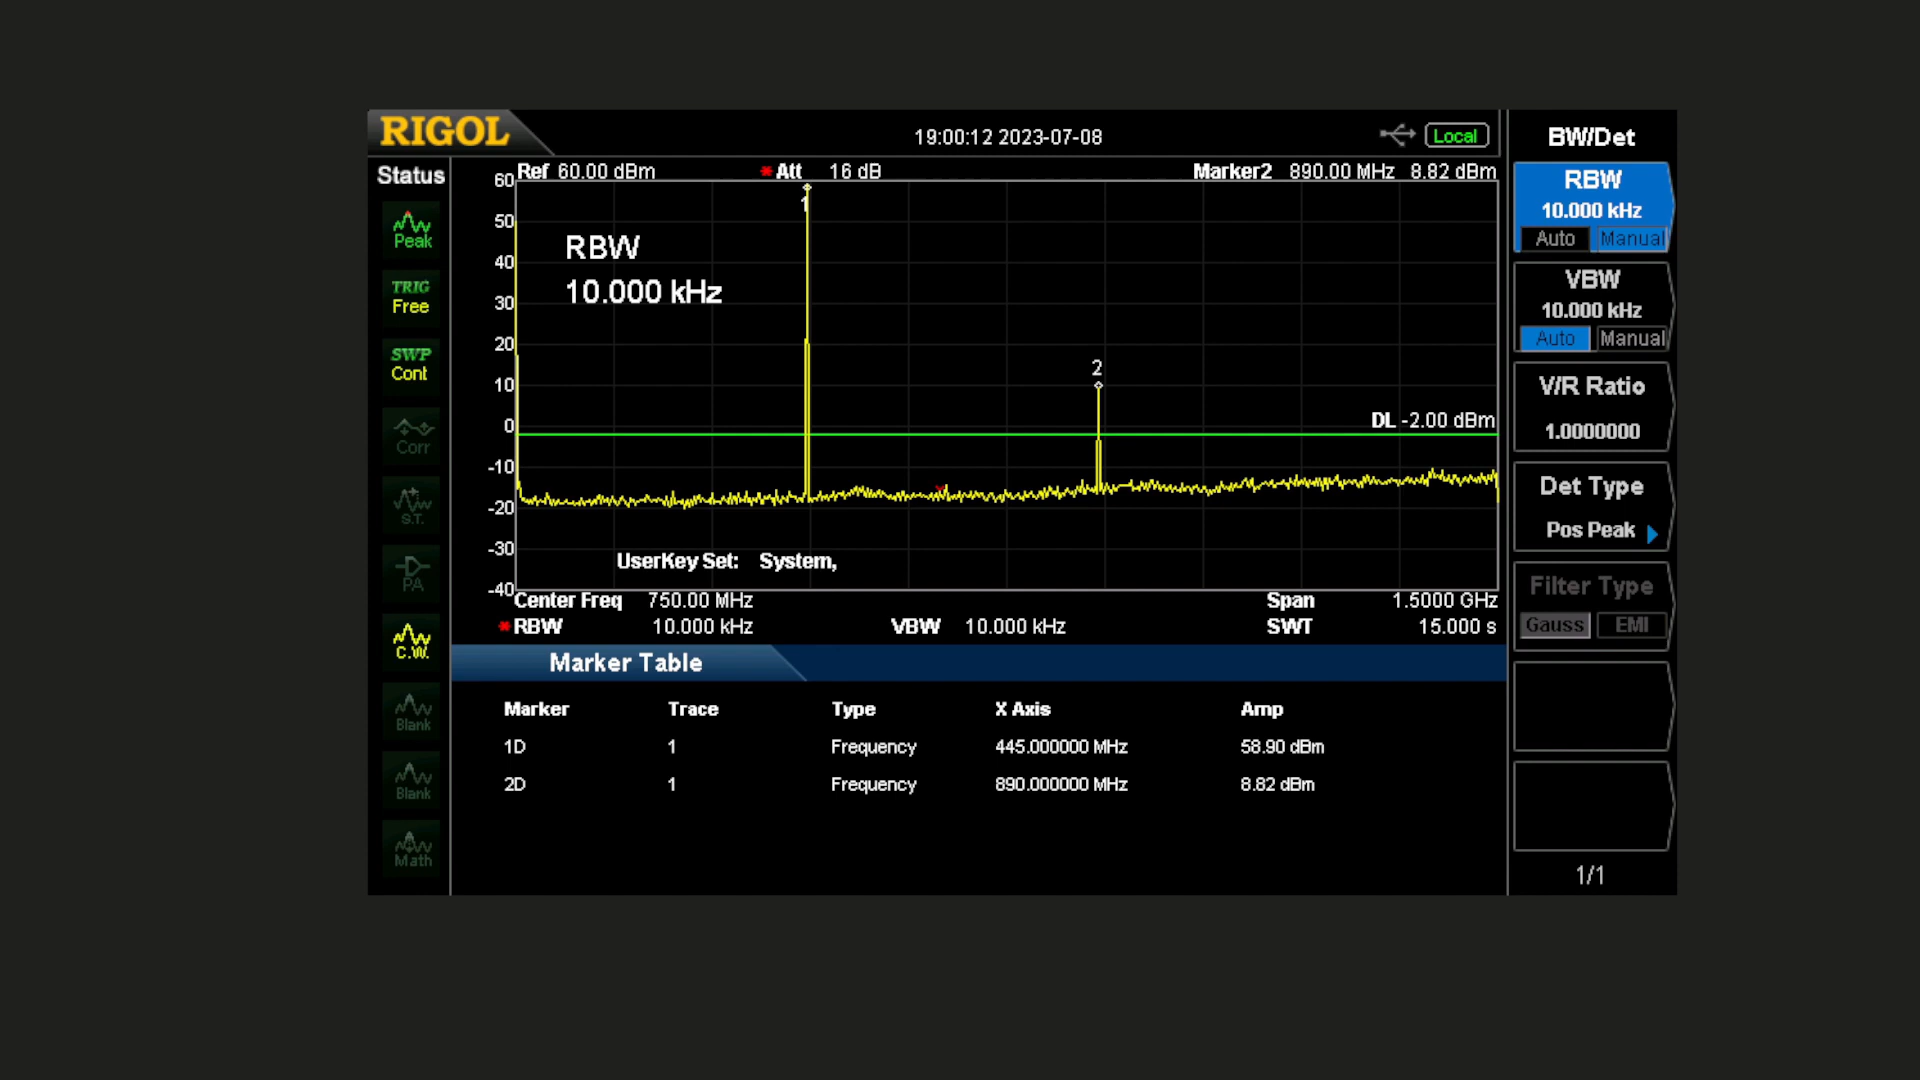 RIGOL
19:00:12 2023-07-08
Local
BW/Det
Status
Ref 60.00 dBm
* Att 16 dB
Marker2 890.00 MHz 8.82 dBm
60
50
40
30
20
10
0
-10
-20
-30
-40
1
2
RBW
10.000 kHz
DL -2.00 dBm
UserKey Set: System,
Center Freq 750.00 MHz
Span 1.5000 GHz
*RBW 10.000 kHz
VBW 10.000 kHz
SWT 15.000 s
Peak
TRIG
Free
SWP
Cont
Corr
S.T.
PA
C.W.
Blank
Blank
Math
Marker Table
Marker Trace Type X Axis Amp
1D 1 Frequency 445.000000 MHz 58.90 dBm
2D 1 Frequency 890.000000 MHz 8.82 dBm
RBW
10.000 kHz
Auto Manual
VBW
10.000 kHz
Auto Manual
V/R Ratio
1.0000000
Det Type
Pos Peak
Filter Type
Gauss EMI
1/1